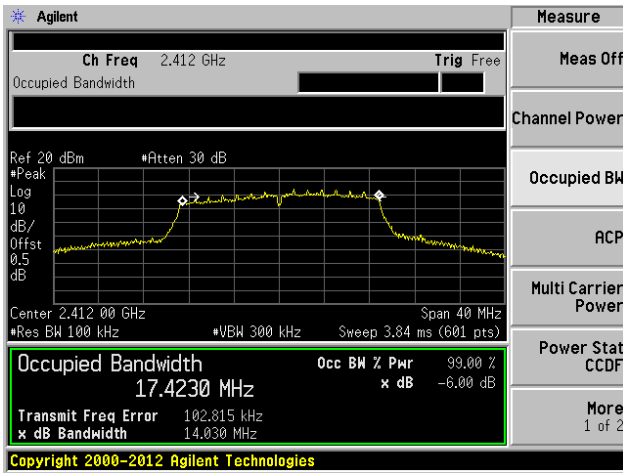 Agilent
Measure
Ch Freq 2.412 GHz Trig Free
Occupied Bandwidth
Meas Off
Channel Power
Occupied BW
ACP
Multi Carrier
Power
Power Stat
CCDF
More
1 of 2
Ref 20 dBm #Atten 30 dB
#Peak
Log
10
dB/
Offst
0.5
dB
Center 2.412 00 GHz Span 40 MHz
#Res BW 100 kHz #VBW 300 kHz Sweep 3.84 ms (601 pts)
Occupied Bandwidth Occ BW % Pwr 99.00 %
17.4230 MHz x dB -6.00 dB
Transmit Freq Error 102.815 kHz
x dB Bandwidth 14.030 MHz
Copyright 2000-2012 Agilent Technologies